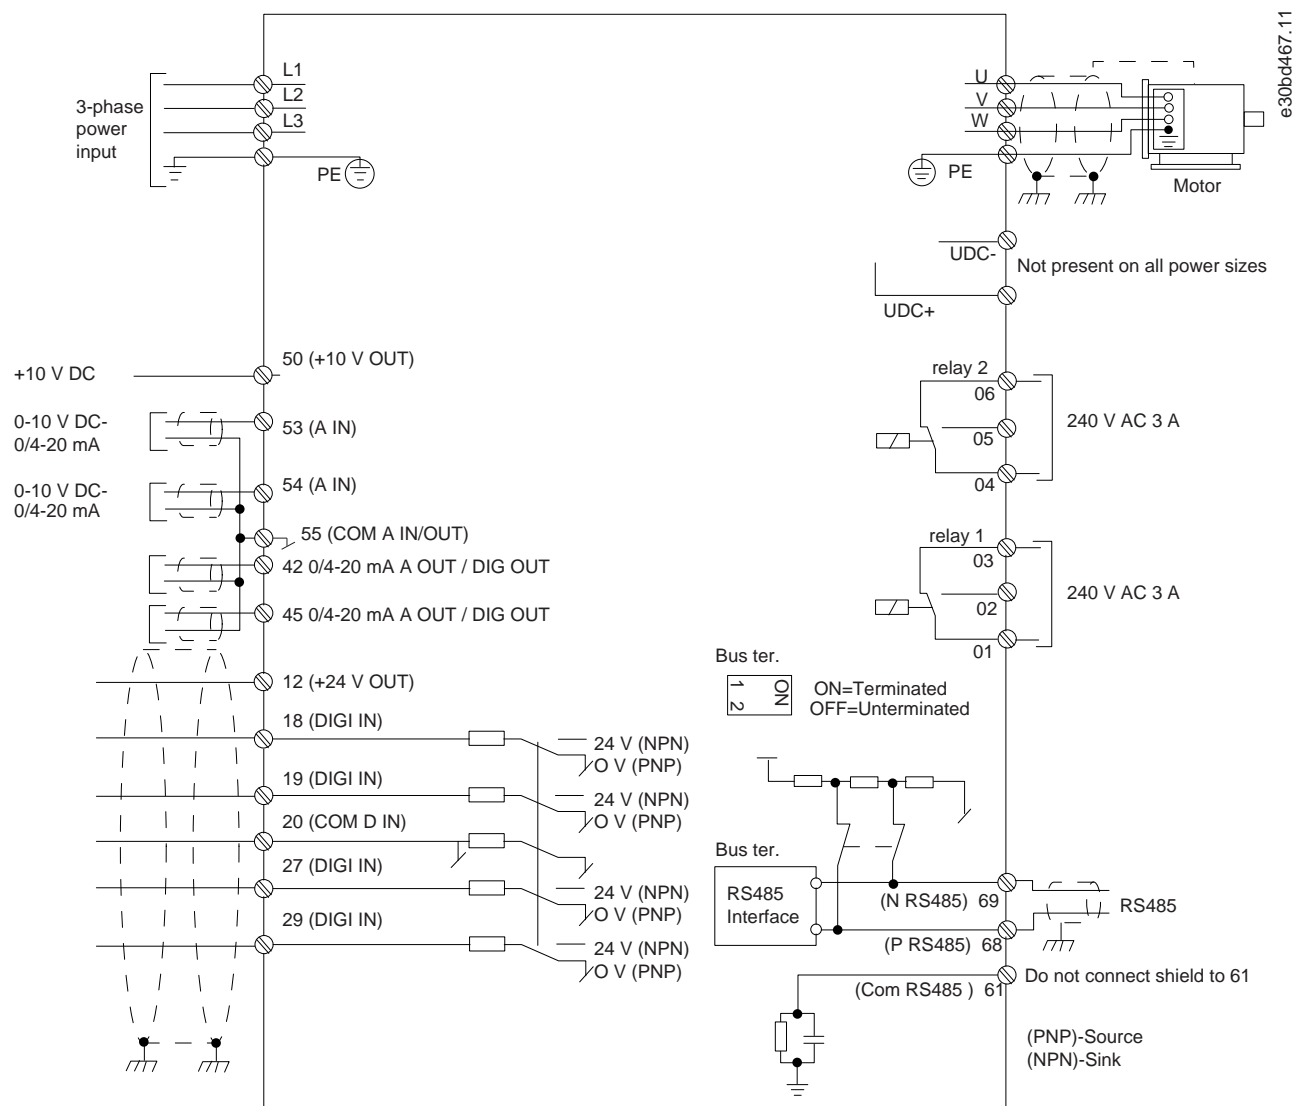 e30bd467.11
3-phase
power
input
L1
L2
L3
PE
U
V
W
PE
Motor
UDC-
Not present on all power sizes
UDC+
+10 V DC
50 (+10 V OUT)
0-10 V DC-
0/4-20 mA
53 (A IN)
0-10 V DC-
0/4-20 mA
54 (A IN)
55 (COM A IN/OUT)
42 0/4-20 mA A OUT / DIG OUT
45 0/4-20 mA A OUT / DIG OUT
12 (+24 V OUT)
18 (DIGI IN)
24 V (NPN)
O V (PNP)
19 (DIGI IN)
24 V (NPN)
O V (PNP)
20 (COM D IN)
27 (DIGI IN)
24 V (NPN)
O V (PNP)
29 (DIGI IN)
24 V (NPN)
O V (PNP)
relay 2
06
05
04
240 V AC 3 A
relay 1
03
02
01
240 V AC 3 A
Bus ter.
1 2
ON
ON=Terminated
OFF=Unterminated
Bus ter.
RS485
Interface
(N RS485) 69
RS485
(P RS485) 68
(Com RS485 ) 61
Do not connect shield to 61
(PNP)-Source
(NPN)-Sink